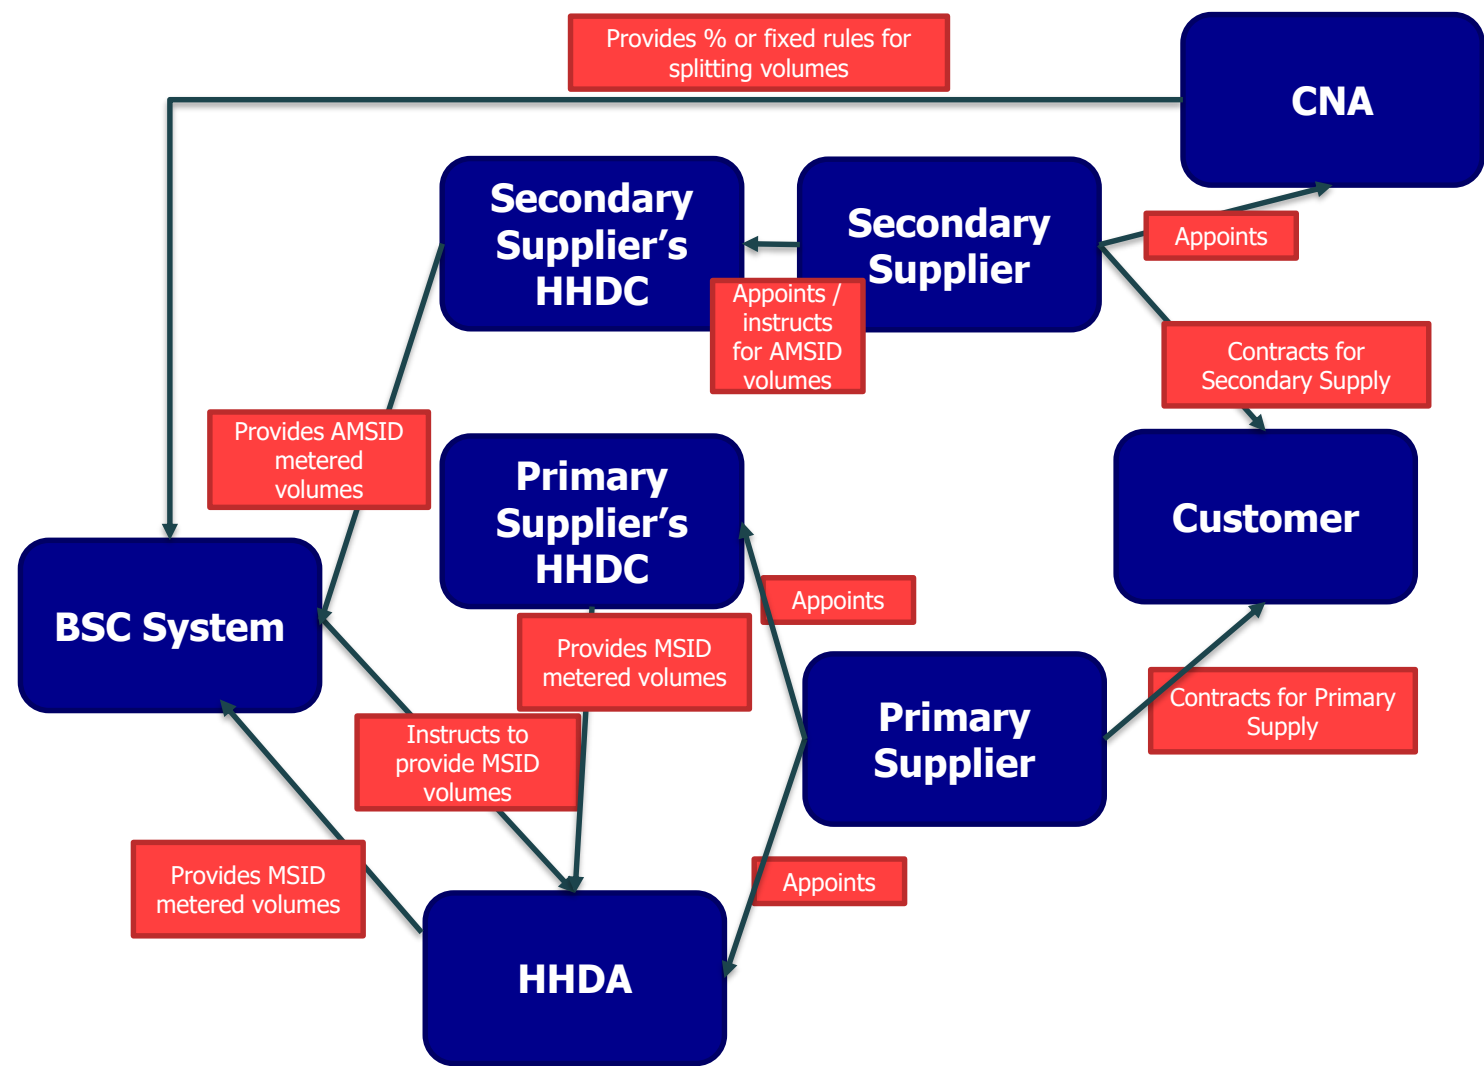 Provides % or fixed rules for
splitting volumes
CNA
Secondary
Supplier’s
HHDC
Secondary
Supplier
Appoints
Appoints /
instructs
for AMSID
volumes
Contracts for
Secondary Supply
Provides AMSID
metered
volumes
Primary
Supplier’s
HHDC
Customer
BSC System
Appoints
Provides MSID
metered volumes
Primary
Supplier
Contracts for Primary
Supply
Instructs to
provide MSID
volumes
Provides MSID
metered volumes
Appoints
HHDA